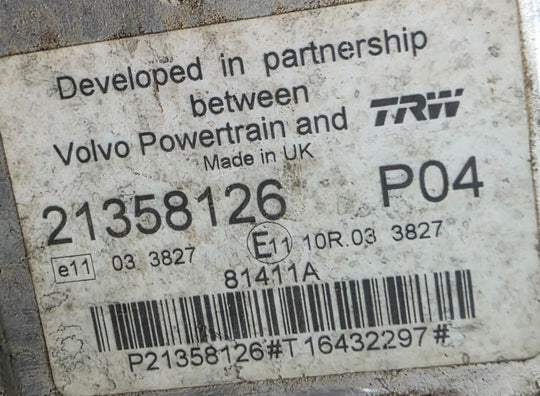 Developed in partnership
between
Volvo Powertrain and TRW
Made in UK
21358126 P04
e11 03 3827 E11 10R.03 3827
81411A
P21358126#T16432297#